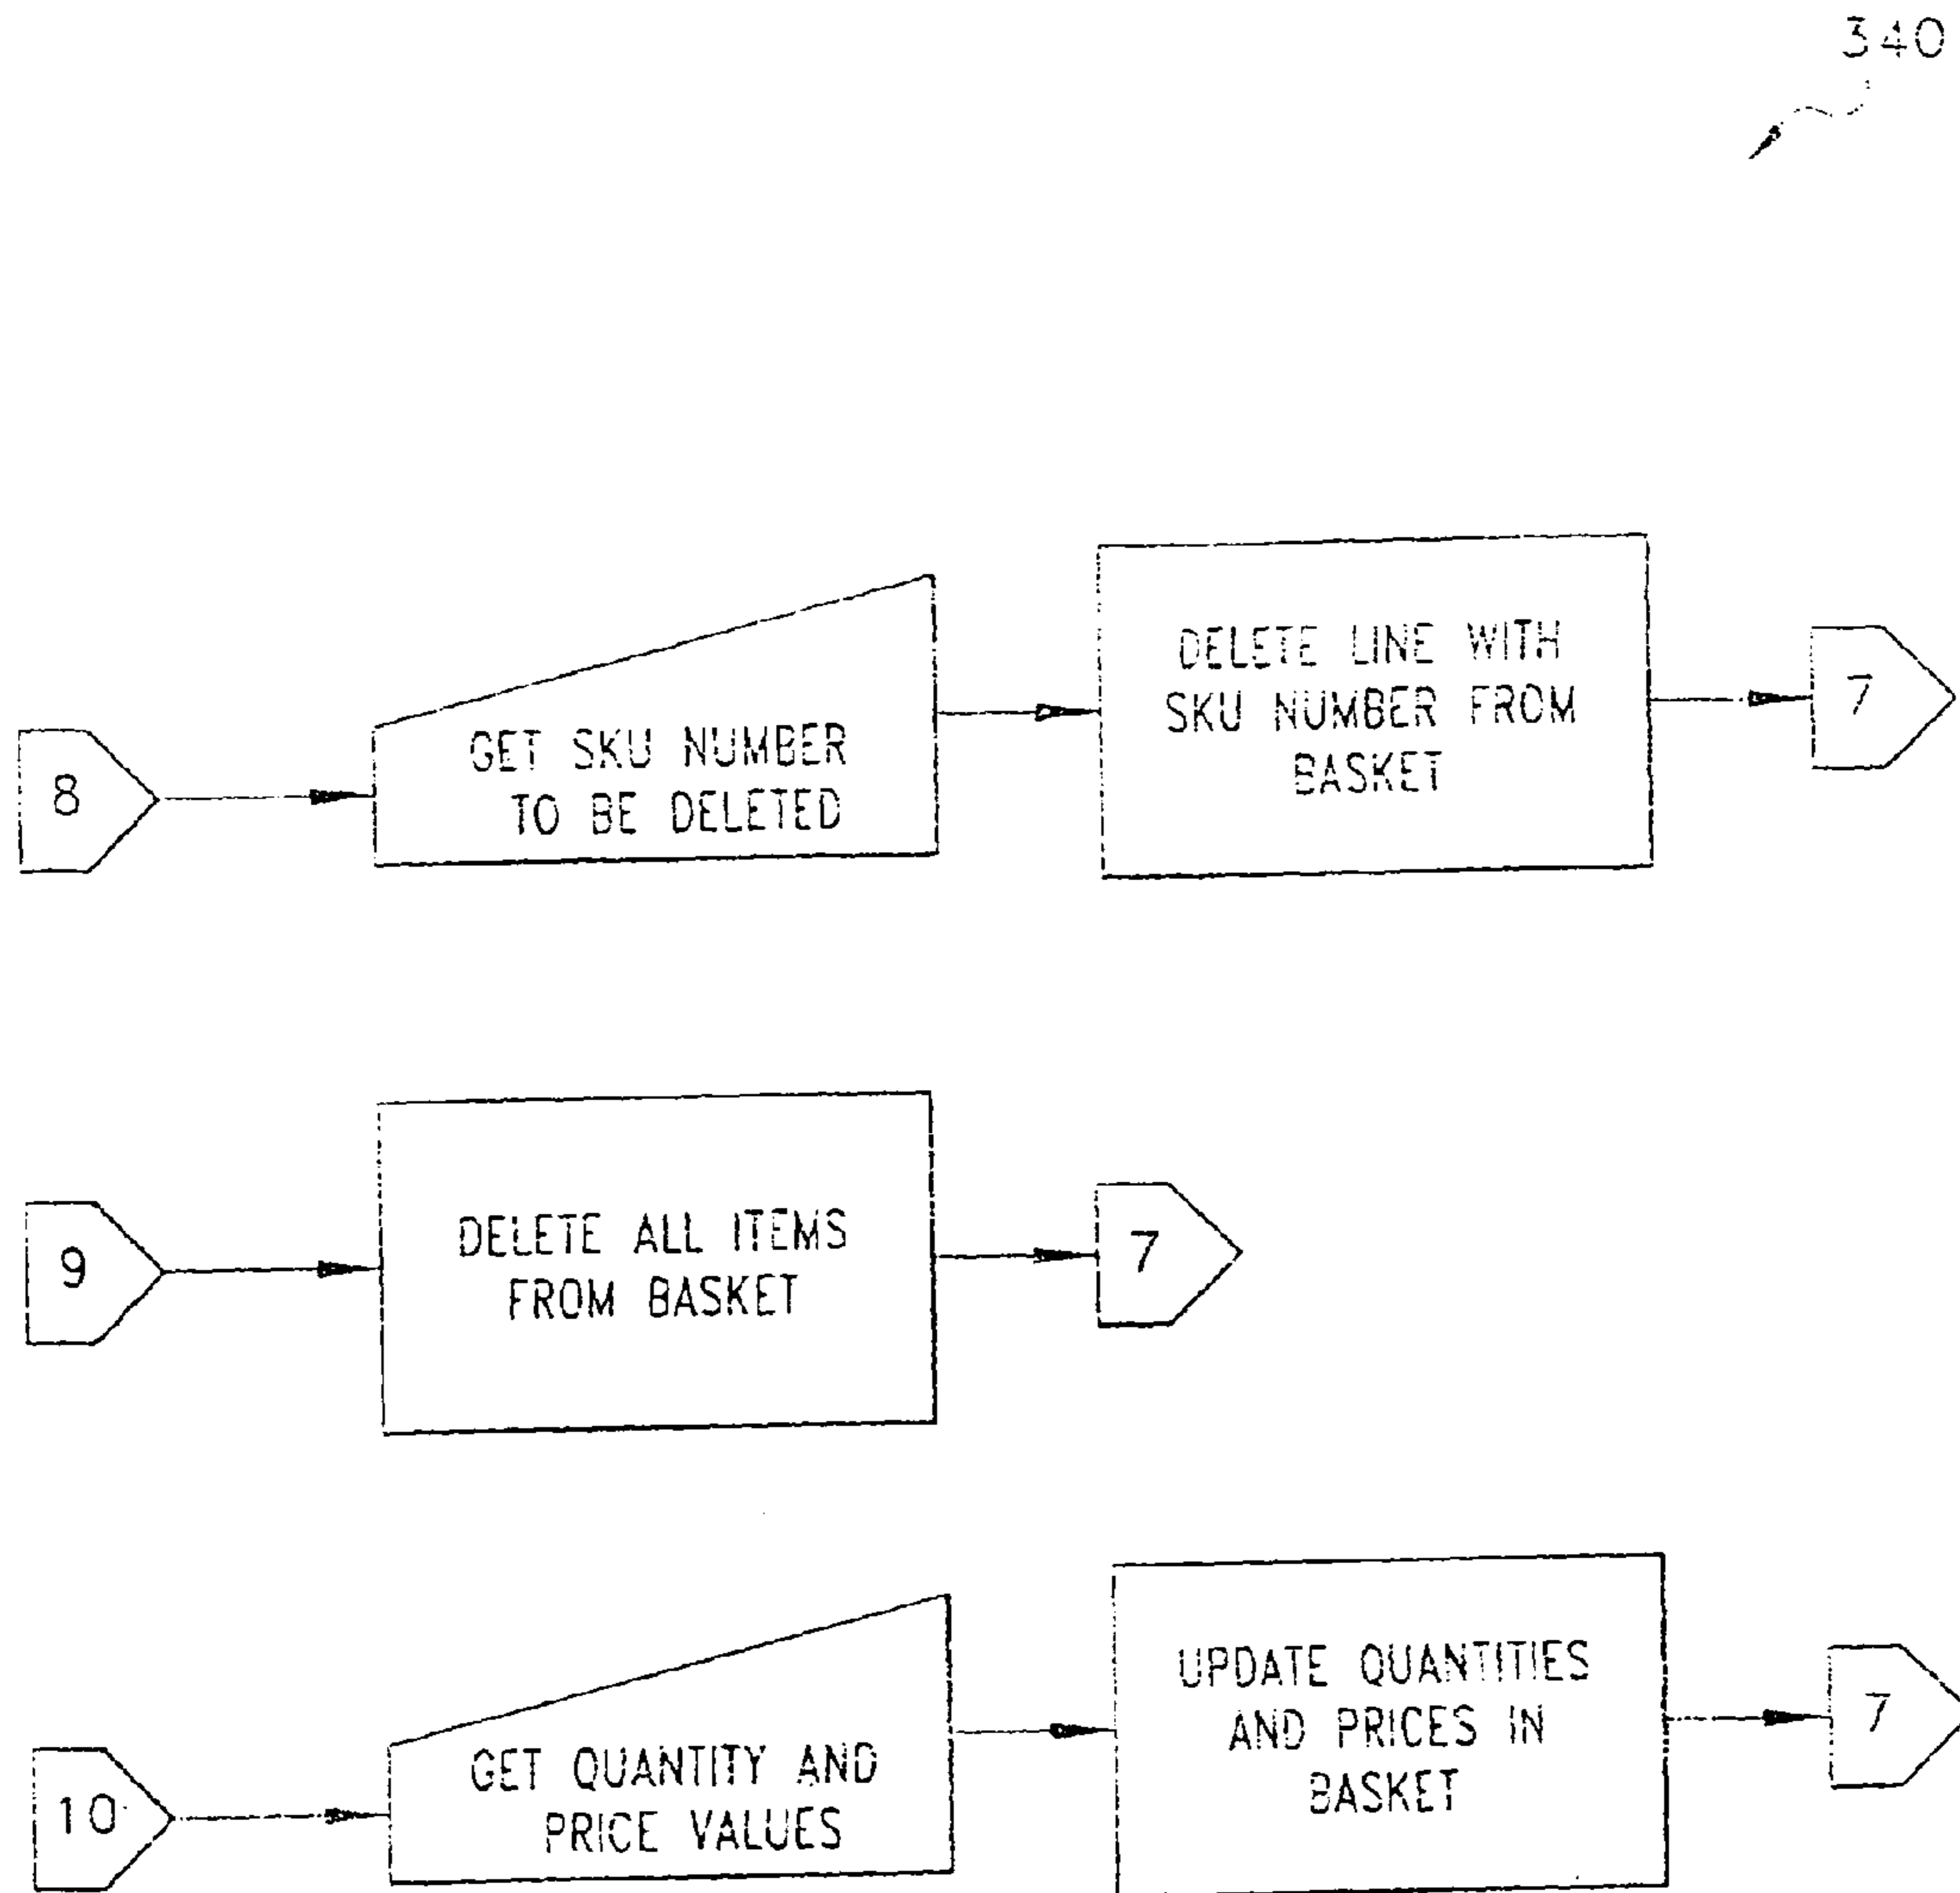 340
8
GET SKU NUMBER
TO BE DELETED
DELETE LINE WITH
SKU NUMBER FROM
BASKET
7
9
DELETE ALL ITEMS
FROM BASKET
7
10
GET QUANTITY AND
PRICE VALUES
UPDATE QUANTITIES
AND PRICES IN
BASKET
7